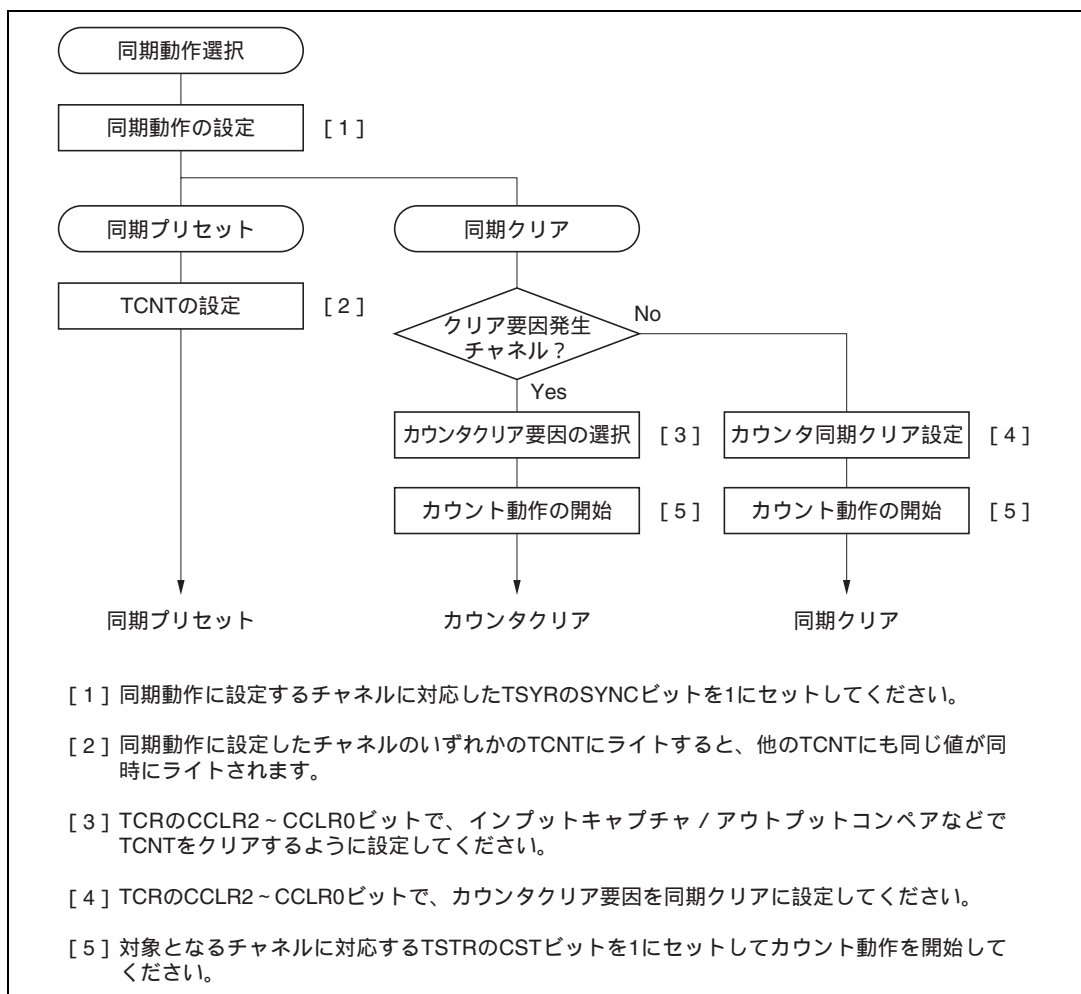 同期動作選択
同期動作の設定 [1]
同期プリセット
同期クリア
TCNTの設定 [2]
クリア要因発生
チャネル？
No
Yes
カウンタクリア要因の選択 [3]
カウンタ同期クリア設定 [4]
カウント動作の開始 [5]
カウント動作の開始 [5]
同期プリセット
カウンタクリア
同期クリア
[1] 同期動作に設定するチャネルに対応したTSYRのSYNCビットを1にセットしてください。
[2] 同期動作に設定したチャネルのいずれかのTCNTにライトすると、他のTCNTにも同じ値が同
時にライトされます。
[3] TCRのCCLR2～CCLR0ビットで、インプットキャプチャ／アウトプットコンペアなどで
TCNTをクリアするように設定してください。
[4] TCRのCCLR2～CCLR0ビットで、カウンタクリア要因を同期クリアに設定してください。
[5] 対象となるチャネルに対応するTSTRのCSTビットを1にセットしてカウント動作を開始して
ください。